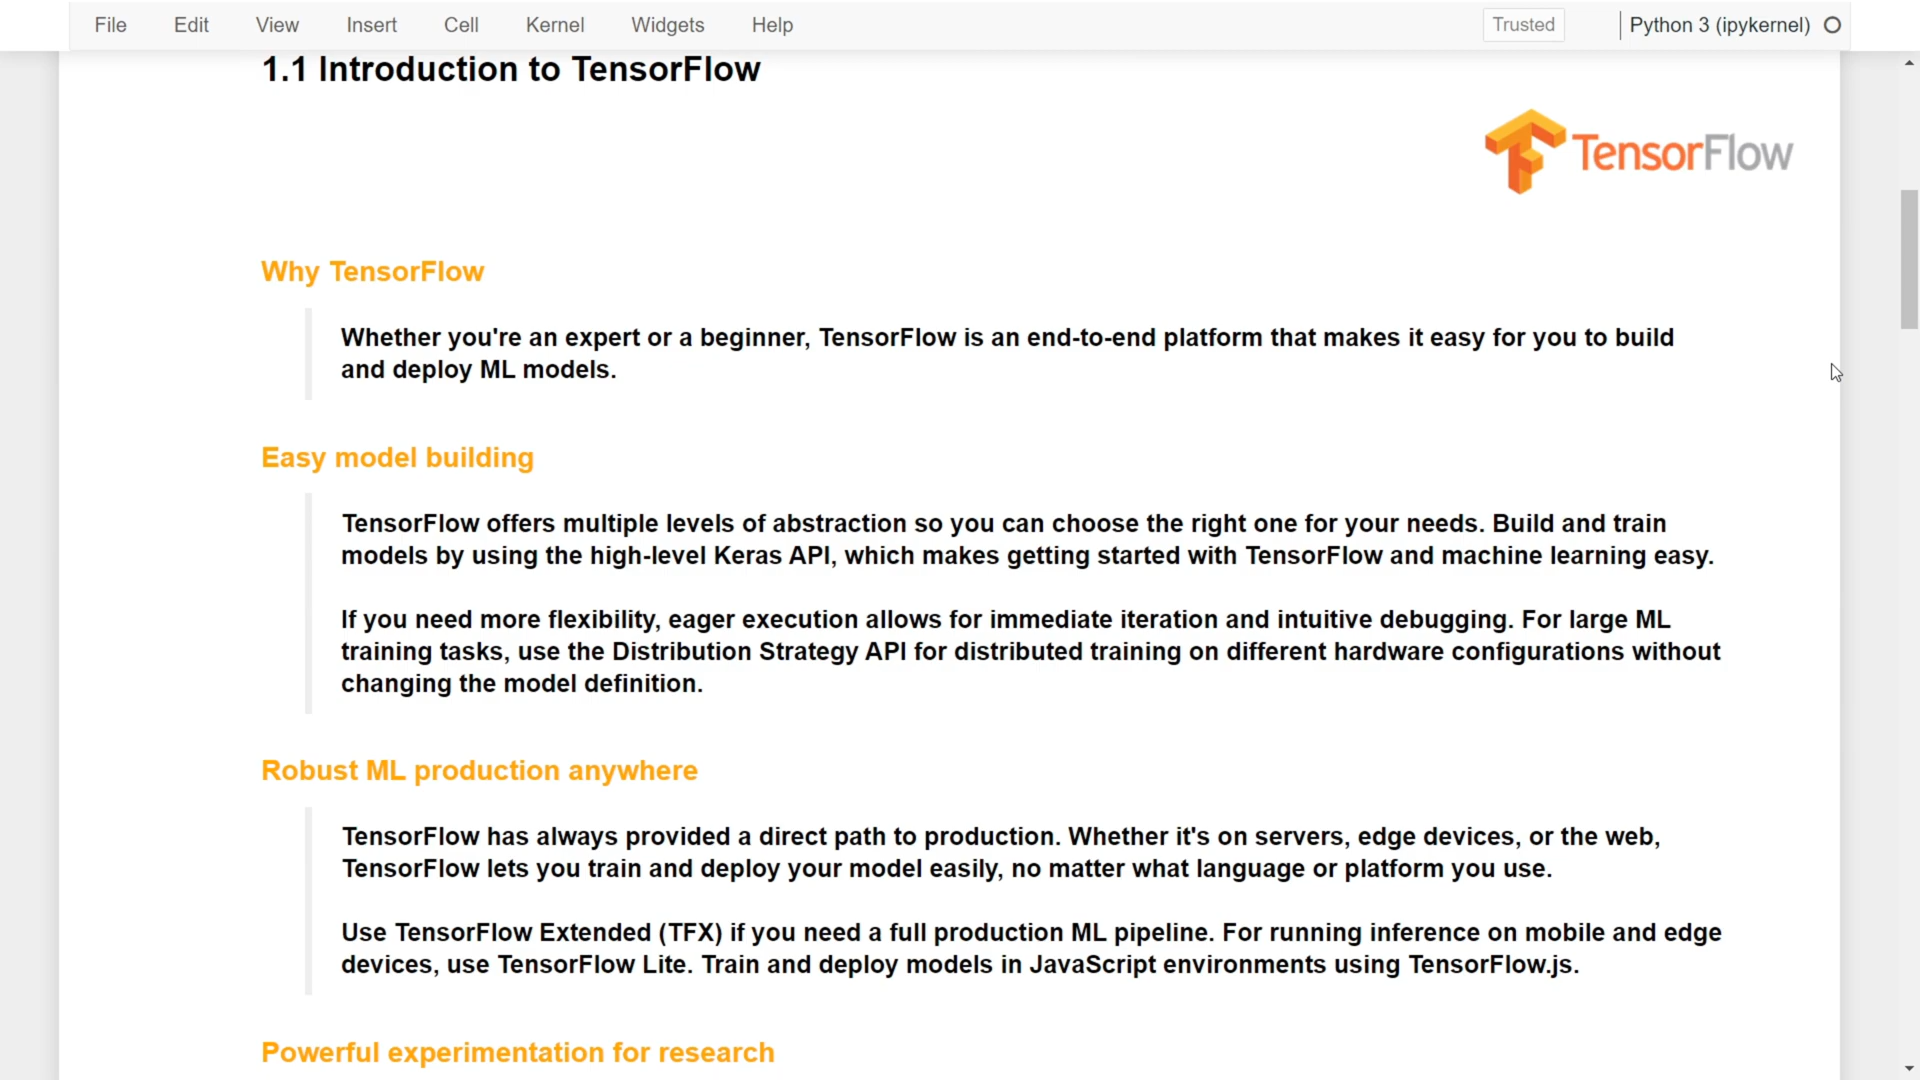 File Edit View Insert Cell Kernel Widgets Help Trusted Python 3 (ipykernel)
1.1 Introduction to TensorFlow
TensorFlow
Why TensorFlow
Whether you're an expert or a beginner, TensorFlow is an end-to-end platform that makes it easy for you to build
and deploy ML models.
Easy model building
TensorFlow offers multiple levels of abstraction so you can choose the right one for your needs. Build and train
models by using the high-level Keras API, which makes getting started with TensorFlow and machine learning easy.
If you need more flexibility, eager execution allows for immediate iteration and intuitive debugging. For large ML
training tasks, use the Distribution Strategy API for distributed training on different hardware configurations without
changing the model definition.
Robust ML production anywhere
TensorFlow has always provided a direct path to production. Whether it's on servers, edge devices, or the web,
TensorFlow lets you train and deploy your model easily, no matter what language or platform you use.
Use TensorFlow Extended (TFX) if you need a full production ML pipeline. For running inference on mobile and edge
devices, use TensorFlow Lite. Train and deploy models in JavaScript environments using TensorFlow.js.
Powerful experimentation for research